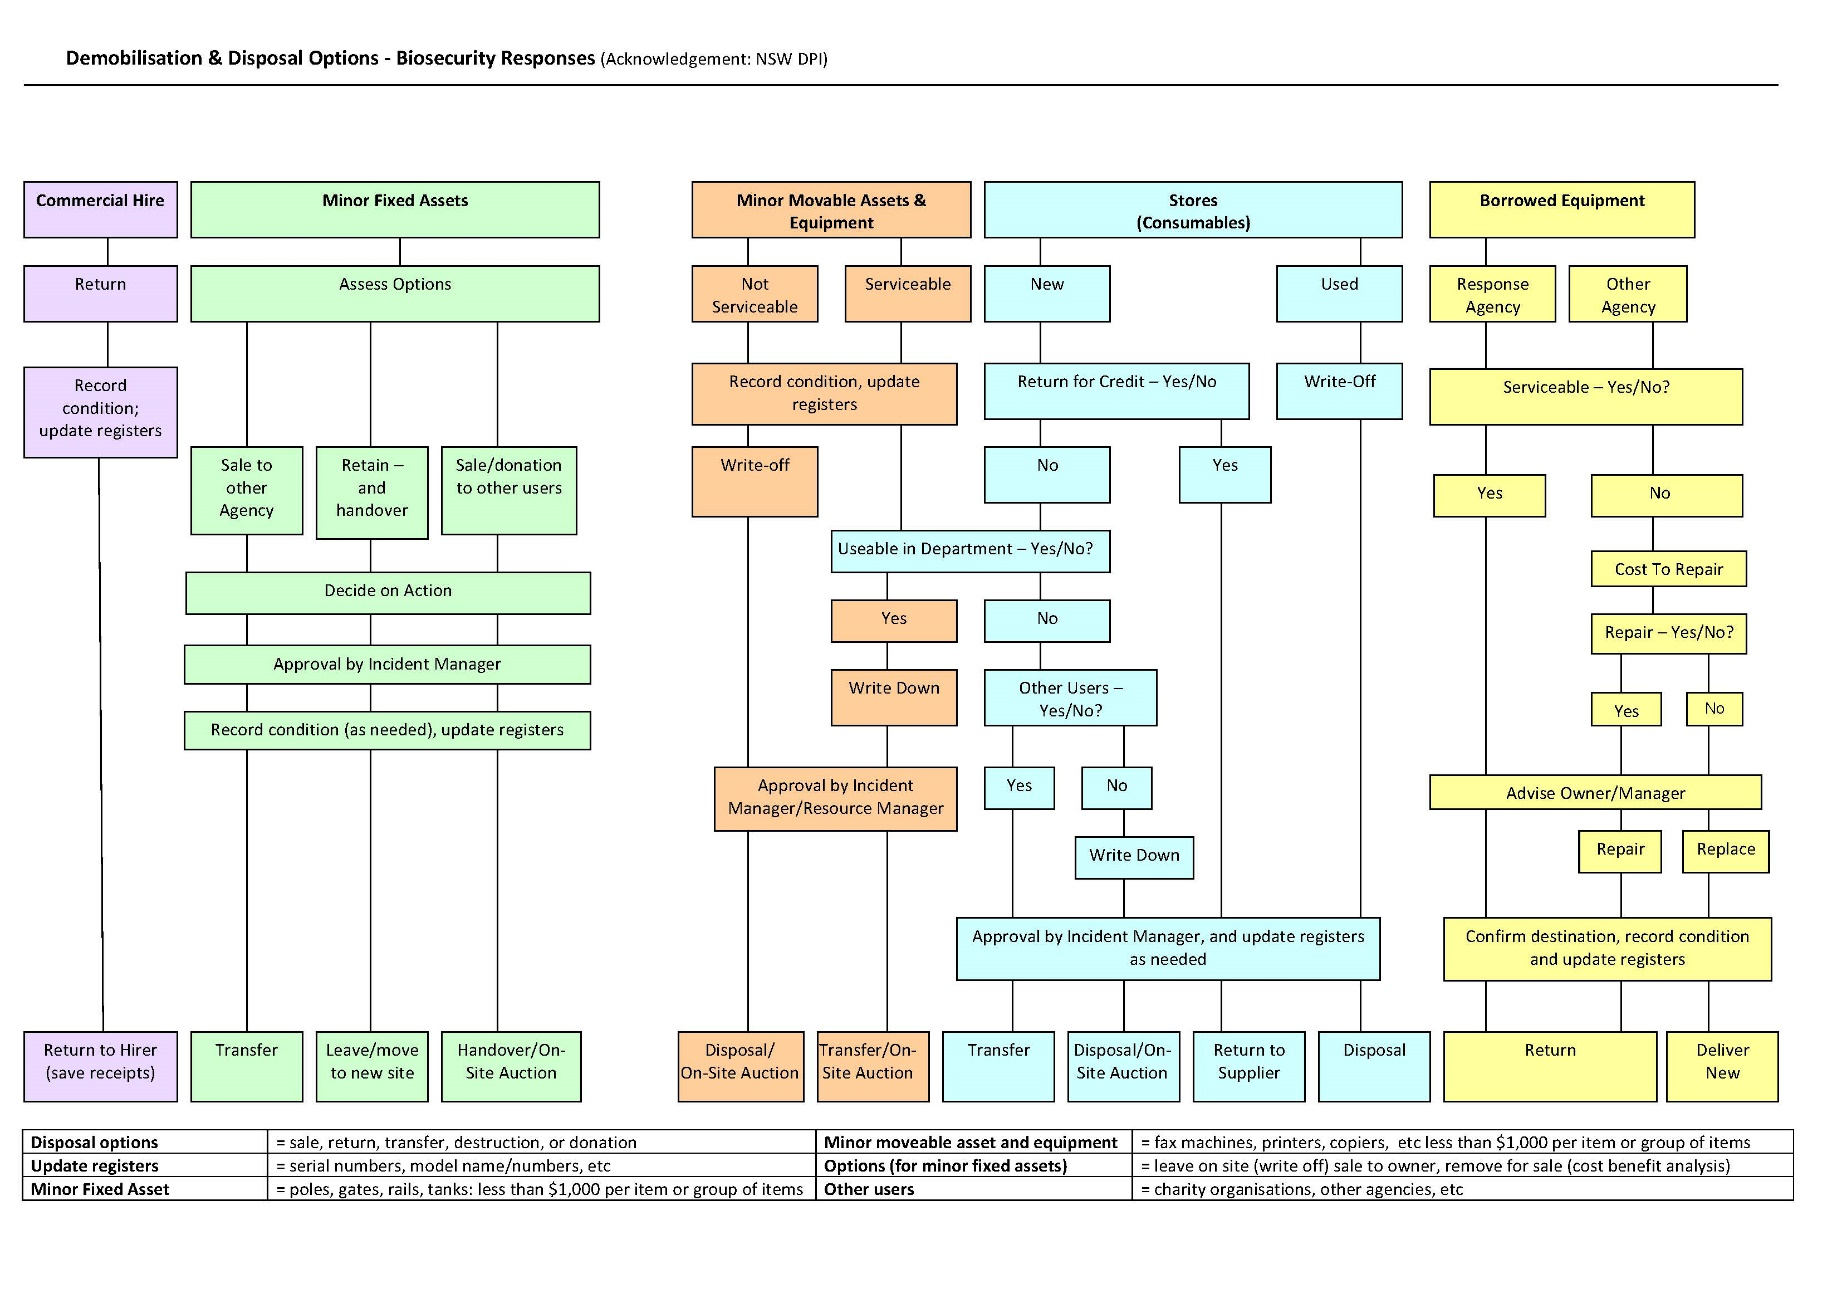 Demobilisation & Disposal Options - Biosecurity Responses (Acknowledgement: NSW DPI)
Commercial Hire
Return
Record
condition;
update registers
Return to Hirer
(save receipts)
Minor Fixed Assets
Assess Options
Sale to
other
Agency
Retain –
and
handover
Sale/donation
to other users
Decide on Action
Approval by Incident Manager
Record condition (as needed), update registers
Transfer
Leave/move
to new site
Handover/On-
Site Auction
Minor Movable Assets &
Equipment
Not
Serviceable
Serviceable
Record condition, update
registers
Write-off
Useable in Department – Yes/No?
Yes
Write Down
Approval by Incident
Manager/Resource Manager
Disposal/
On-Site Auction
Transfer/On-
Site Auction
Stores
(Consumables)
New
Used
Return for Credit – Yes/No
Write-Off
No
Yes
No
Other Users –
Yes/No?
Yes
No
Write Down
Approval by Incident Manager, and update registers
as needed
Transfer
Disposal/On-
Site Auction
Return to
Supplier
Disposal
Borrowed Equipment
Response
Agency
Other
Agency
Serviceable – Yes/No?
Yes
No
Cost To Repair
Repair – Yes/No?
Yes
No
Advise Owner/Manager
Repair
Replace
Confirm destination, record condition
and update registers
Return
Deliver
New
Disposal options = sale, return, transfer, destruction, or donation Minor moveable asset and equipment = fax machines, printers, copiers, etc less than $1,000 per item or group of items
Update registers = serial numbers, model name/numbers, etc Options (for minor fixed assets) = leave on site (write off) sale to owner, remove for sale (cost benefit analysis)
Minor Fixed Asset = poles, gates, rails, tanks: less than $1,000 per item or group of items Other users = charity organisations, other agencies, etc